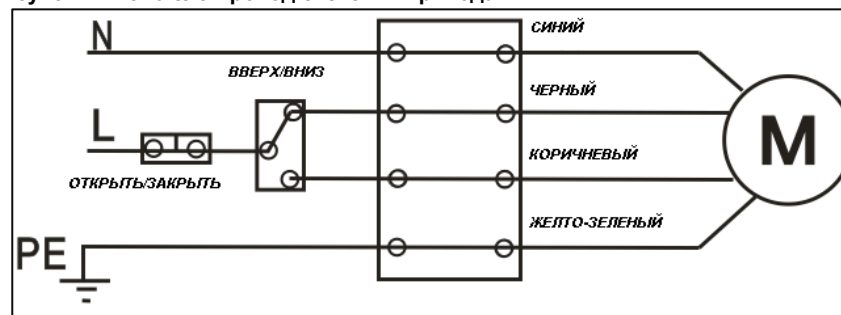 N
СИНИЙ
ВВЕРХ/ВНИЗ
ЧЕРНЫЙ
L
M
КОРИЧНЕВЫЙ
ОТКРЫТЬ/ЗАКРЫТЬ
ЖЕЛТО-ЗЕЛЕНЫЙ
PE